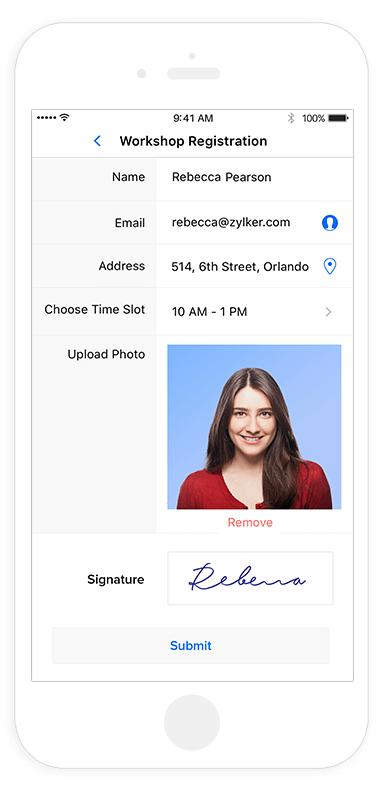 9:41 AM 100%
Workshop Registration
Name Rebecca Pearson
Email rebecca@zylker.com
Address 514, 6th Street, Orlando
Choose Time Slot 10 AM - 1 PM
Upload Photo
Remove
Signature Rebecca
Submit